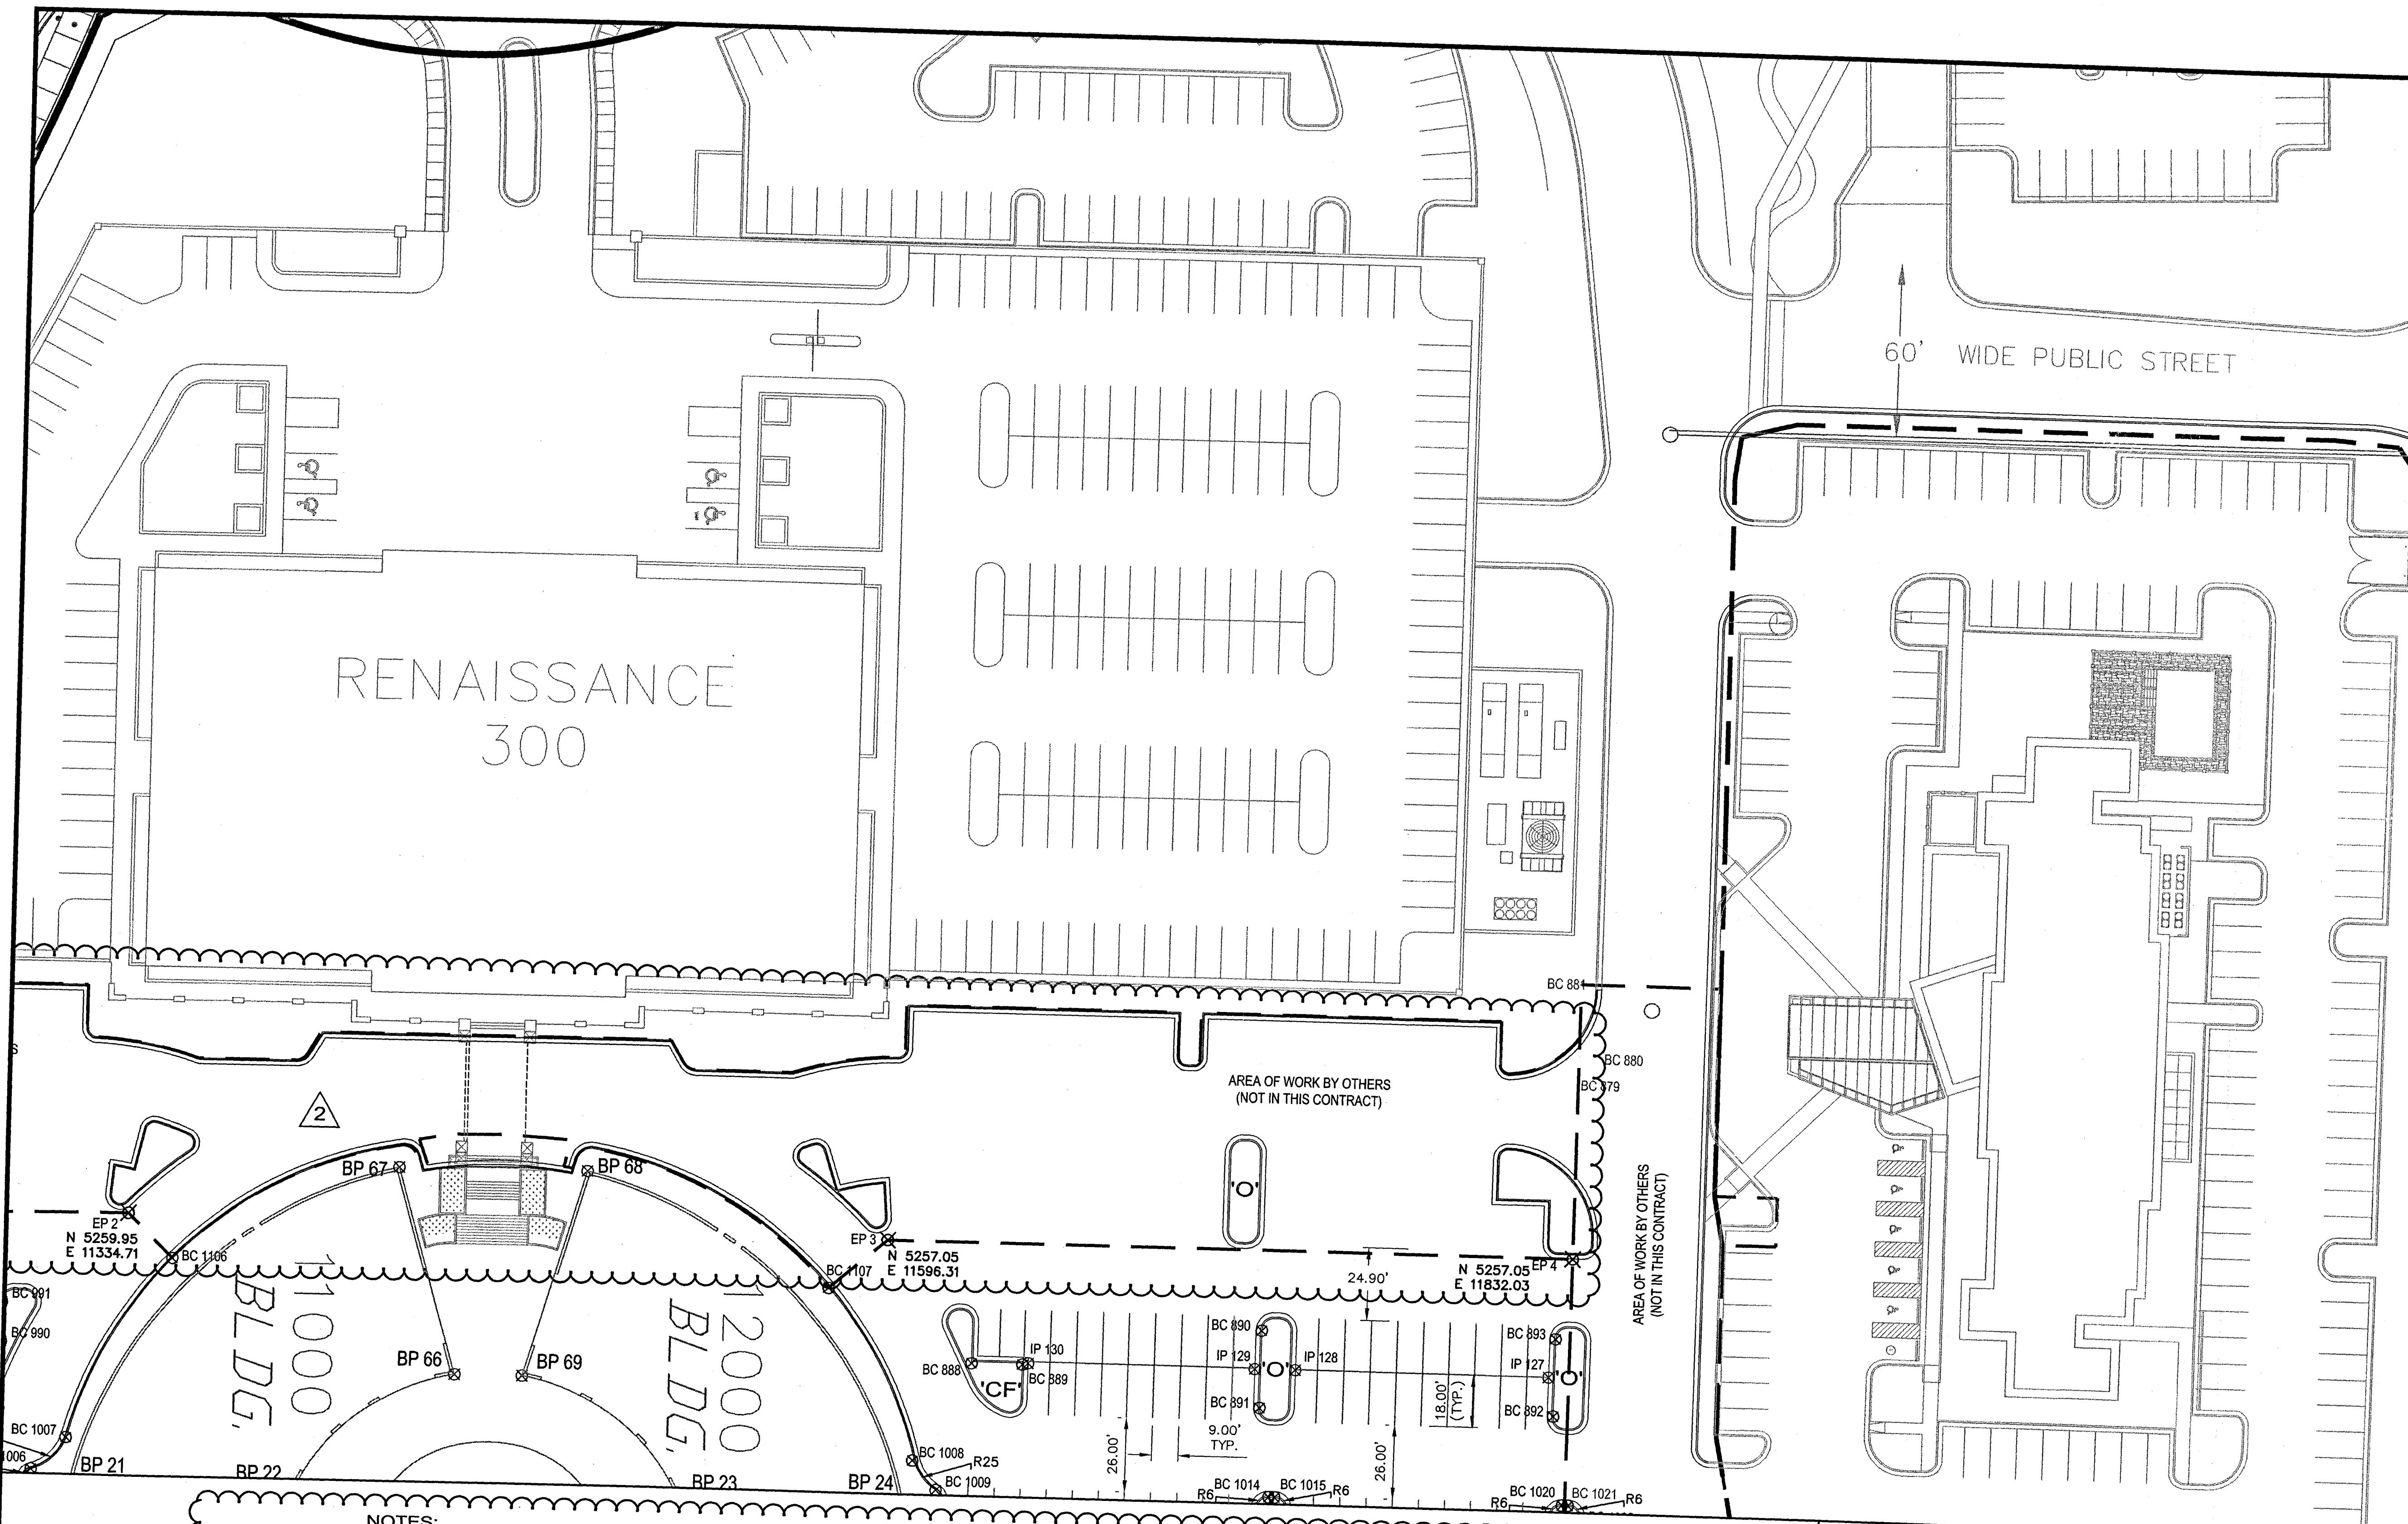 60' WIDE PUBLIC STREET
RENAISSANCE
300
BC 881
BC 880
BC 879
AREA OF WORK BY OTHERS
(NOT IN THIS CONTRACT)
2
BP 67
BP 68
'O'
AREA OF WORK BY OTHERS
(NOT IN THIS CONTRACT)
EP 2
N 5259.95
E 11334.71
BC 1106
EP 3
N 5257.05
E 11596.31
BC 1107
24.90'
N 5257.05
E 11832.03
EP 4
BC 991
BC 990
11000
BLDG.
12000
BLDG.
BC 890
BC 893
IP 130
IP 129
'O'
IP 128
IP 127
'O'
BC 888
BC 889
'CF'
BP 66
BP 69
BC 891
18.00'
(TYP.)
BC 892
BC 1007
9.00'
TYP.
26.00'
26.00'
1006
BP 21
BP 22
BP 23
BP 24
BC 1008
R25
BC 1009
BC 1014
BC 1015
R6
R6
BC 1020
BC 1021
R6
R6
NOTES: